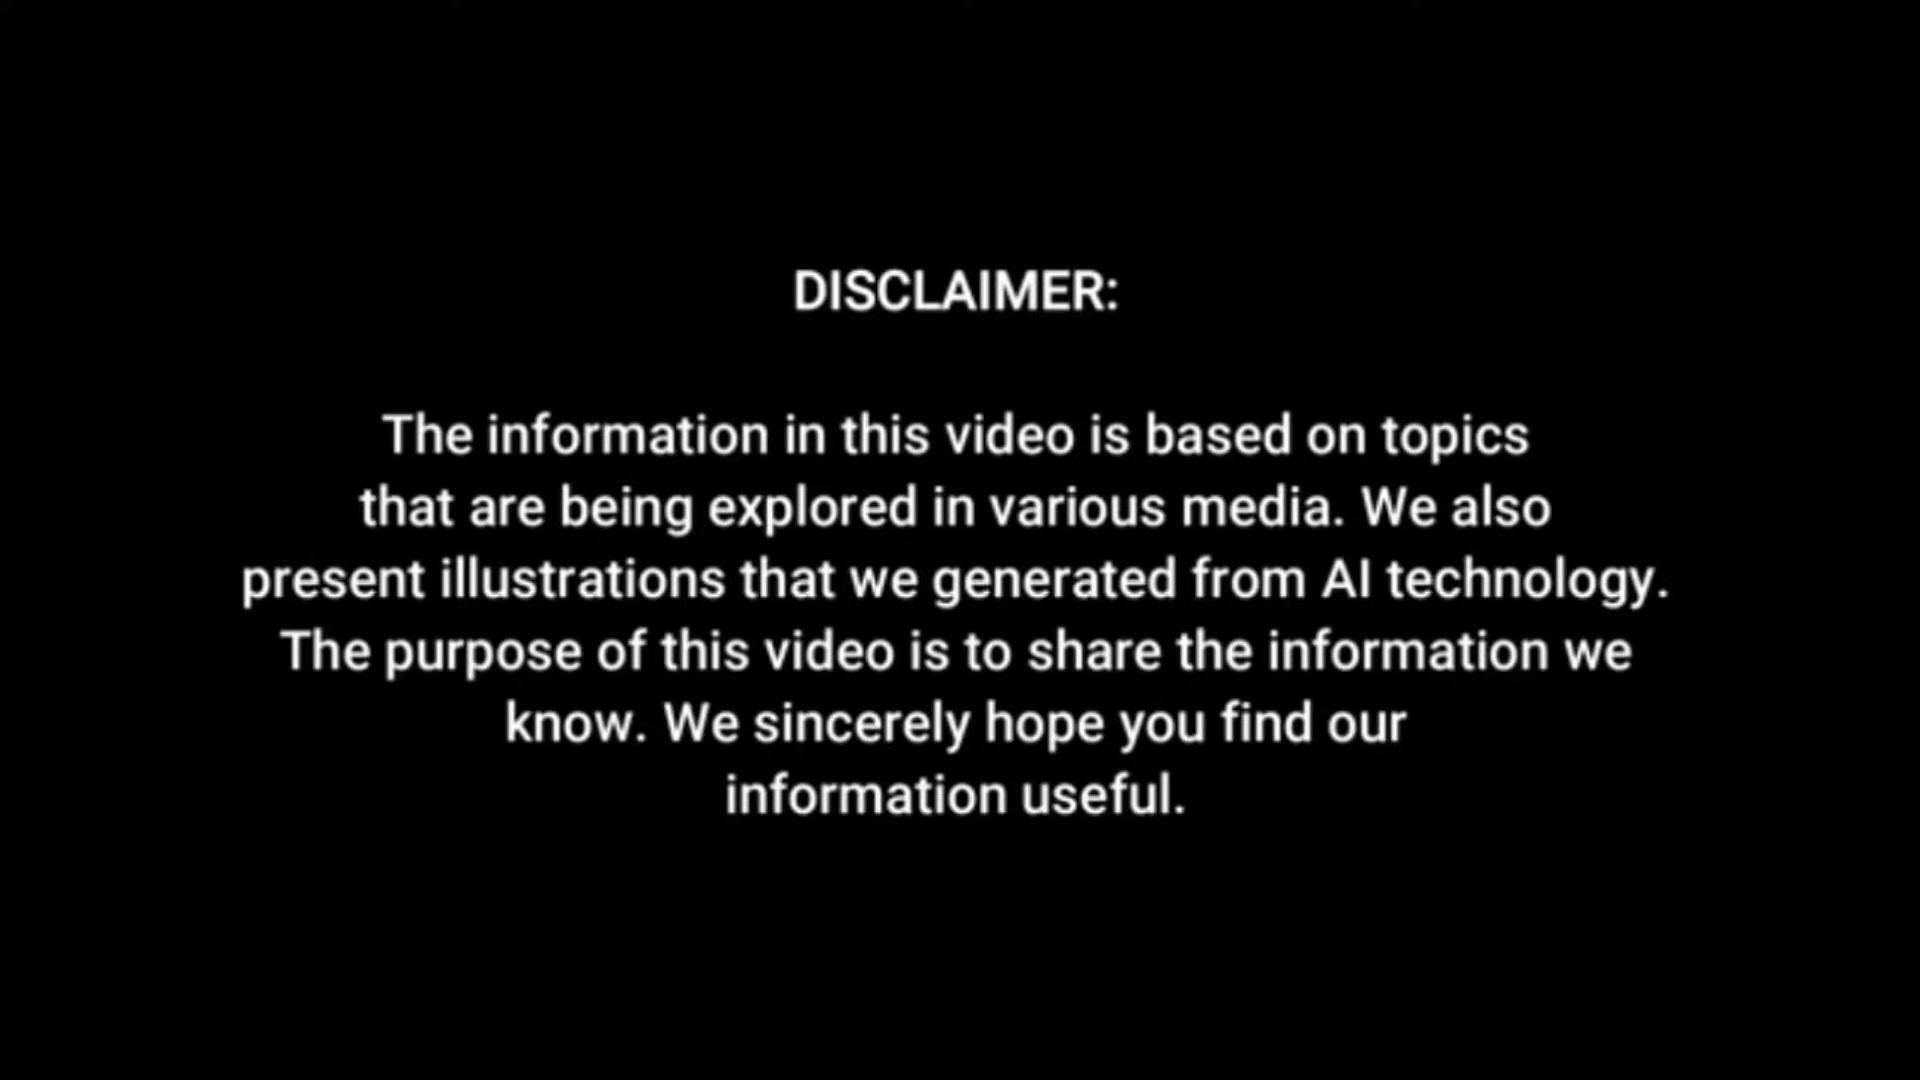 DISCLAIMER:
The information in this video is based on topics
that are being explored in various media. We also
present illustrations that we generated from AI technology.
The purpose of this video is to share the information we
know. We sincerely hope you find our
information useful.